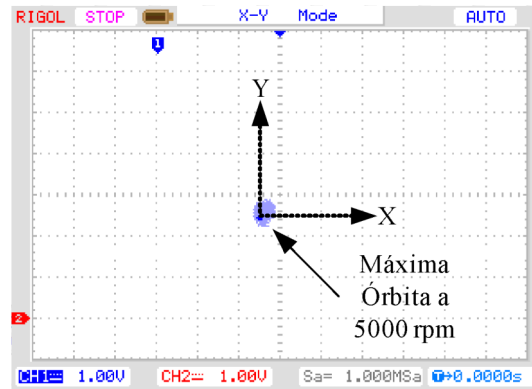 RIGOL STOP X-Y Mode AUTO
1
Y
X
Máxima
Órbita a
5000 rpm
2
CH1 1.00V CH2 1.00V Sa= 1.000MSa T→0.0000s